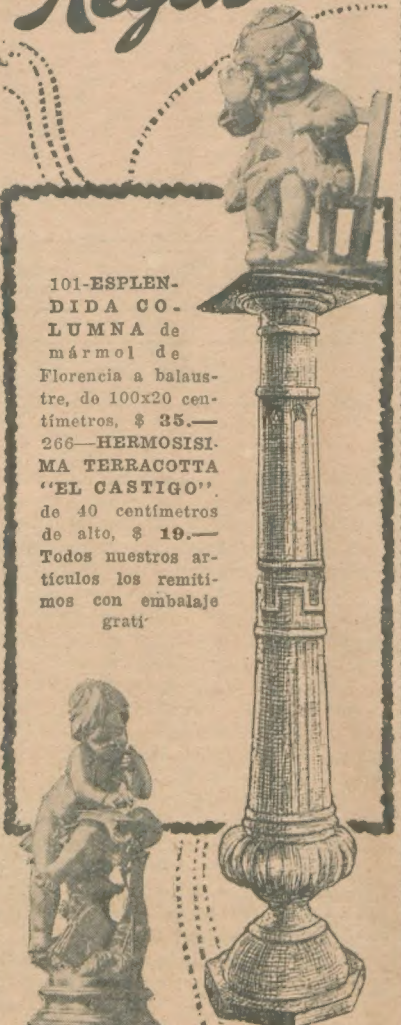 101-ESPLEN-
DIDA CO-
LUMNA de
mármol de
Florencia a balaus-
tre, de 100x20 cen-
tímetros, $ 35.—
266—HERMOSISI-
MA TERRACOTTA
"EL CASTIGO".
de 40 centímetros
de alto, $ 19.—
Todos nuestros ar-
tículos los remiti-
mos con embalaje
grati